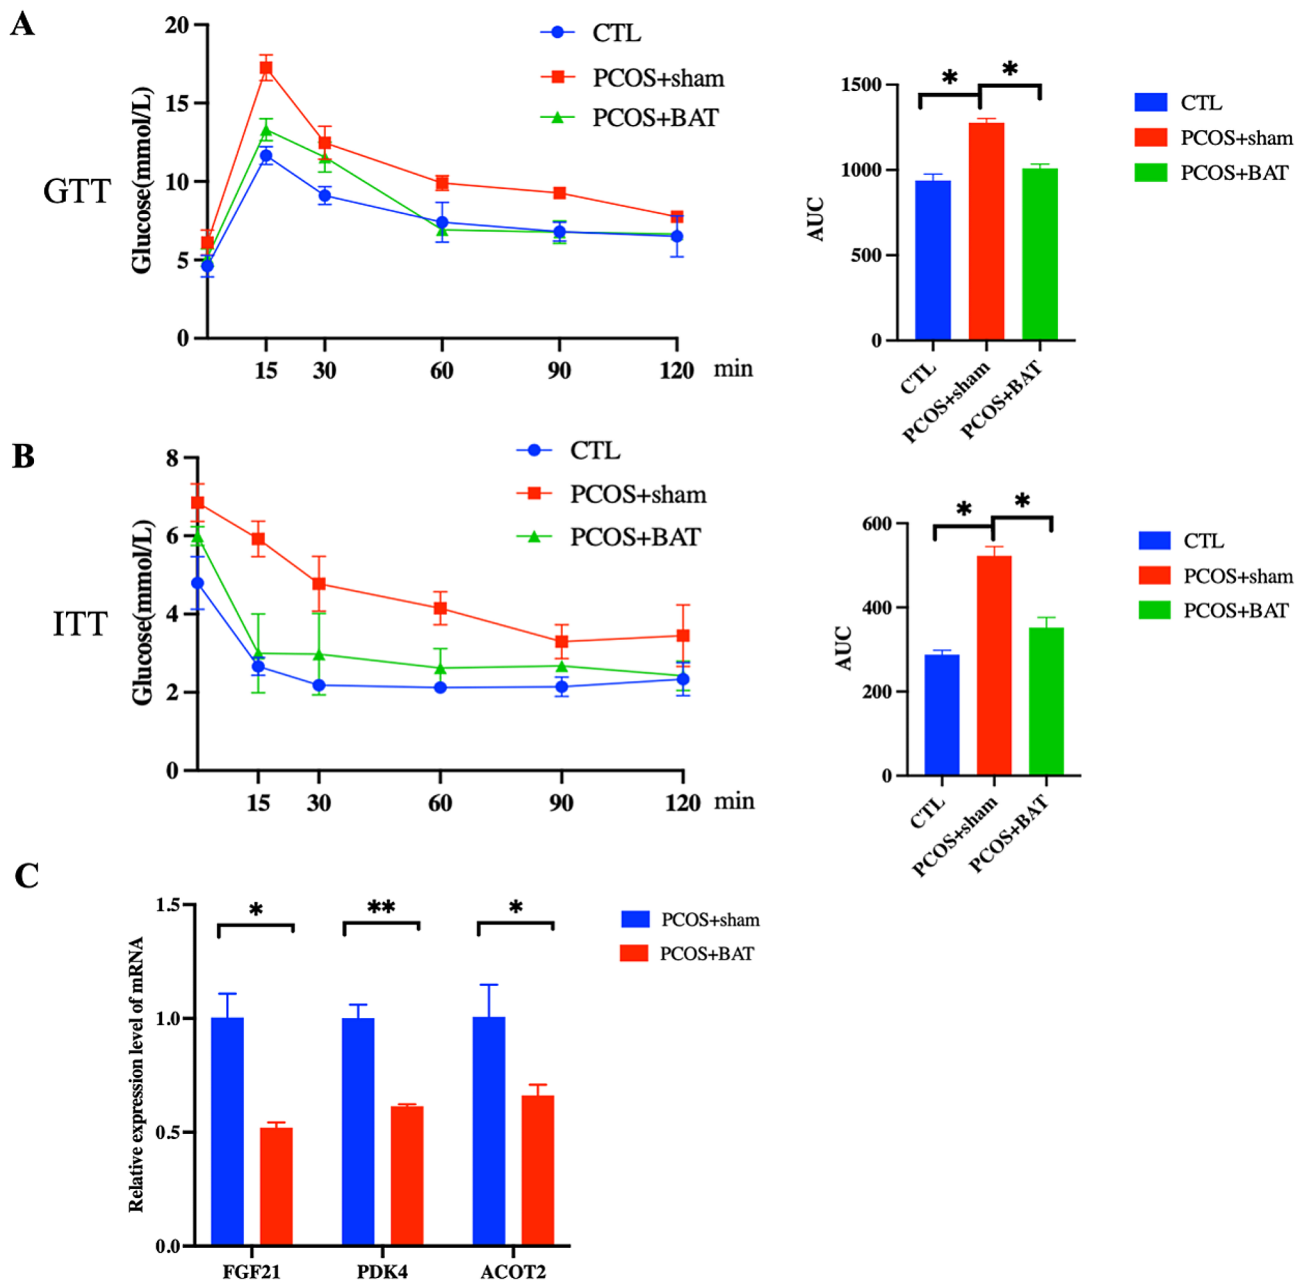 A
GTT
Glucose(mmol/L)
20
15
10
5
0
15 30 60 90 120 min
CTL
PCOS+sham
PCOS+BAT
AUC
1500
1000
500
0
* *
CTL
PCOS+sham
PCOS+BAT
CTL
PCOS+sham
PCOS+BAT
B
ITT
Glucose(mmol/L)
8
6
4
2
0
15 30 60 90 120 min
CTL
PCOS+sham
PCOS+BAT
AUC
600
400
200
0
* *
CTL
PCOS+sham
PCOS+BAT
CTL
PCOS+sham
PCOS+BAT
C
Relative expression level of mRNA
1.5
1.0
0.5
0.0
* ** *
FGF21 PDK4 ACOT2
PCOS+sham
PCOS+BAT